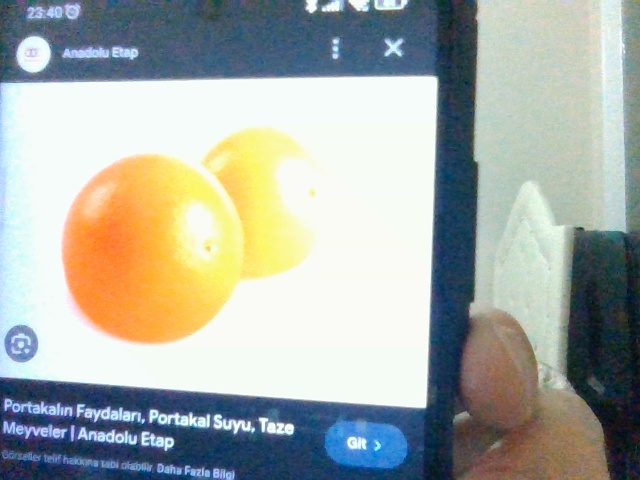 23:40
Anadolu Etap
Portakalın Faydaları, Portakal Suyu, Taze
Meyveler | Anadolu Etap
Git >
Görseller telif hakkına tabi olabilir. Daha Fazla Bilgi